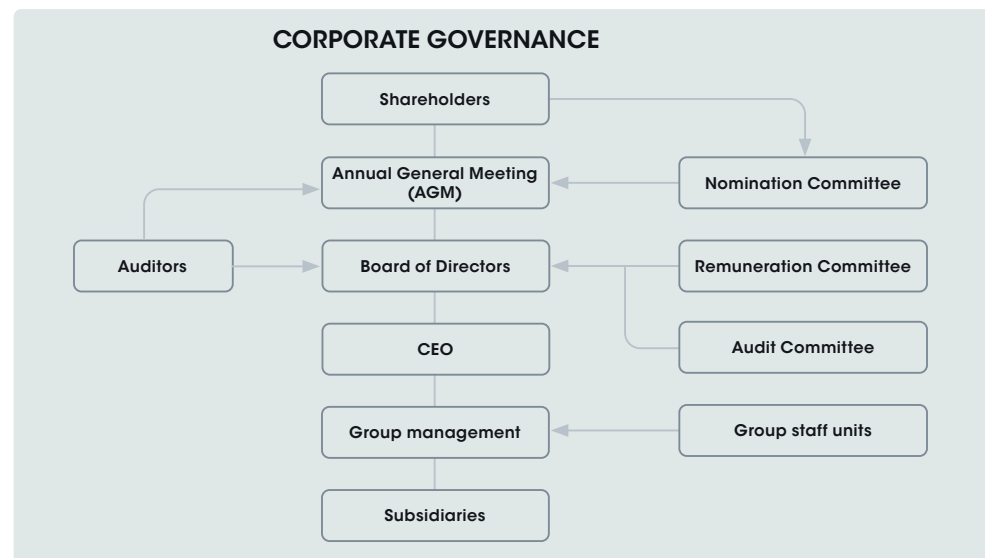 CORPORATE GOVERNANCE
Shareholders
Annual General Meeting
(AGM)
Nomination Committee
Auditors
Board of Directors
Remuneration Committee
CEO
Audit Committee
Group management
Group staff units
Subsidiaries